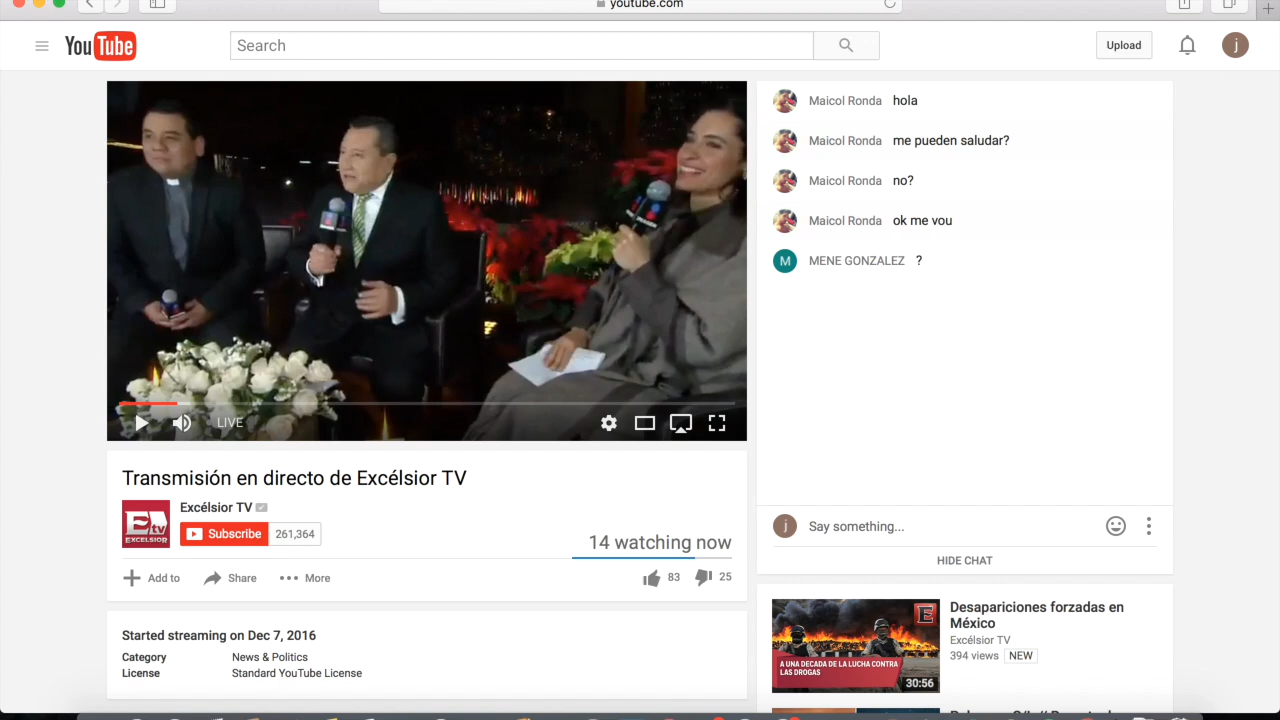 youtube.com
YouTube
Search
Upload
j
LIVE
Transmisión en directo de Excélsior TV
Excélsior TV
Etv
EXCELSIOR
Subscribe 261,364
14 watching now
Add to Share More 83 25
Started streaming on Dec 7, 2016
Category News & Politics
License Standard YouTube License
Maicol Ronda hola
Maicol Ronda me pueden saludar?
Maicol Ronda no?
Maicol Ronda ok me vou
M MENE GONZALEZ ?
j Say something...
HIDE CHAT
E
A UNA DECADA DE LA LUCHA CONTRA
LAS DROGAS
30:56
Desapariciones forzadas en
México
Excélsior TV
394 views NEW